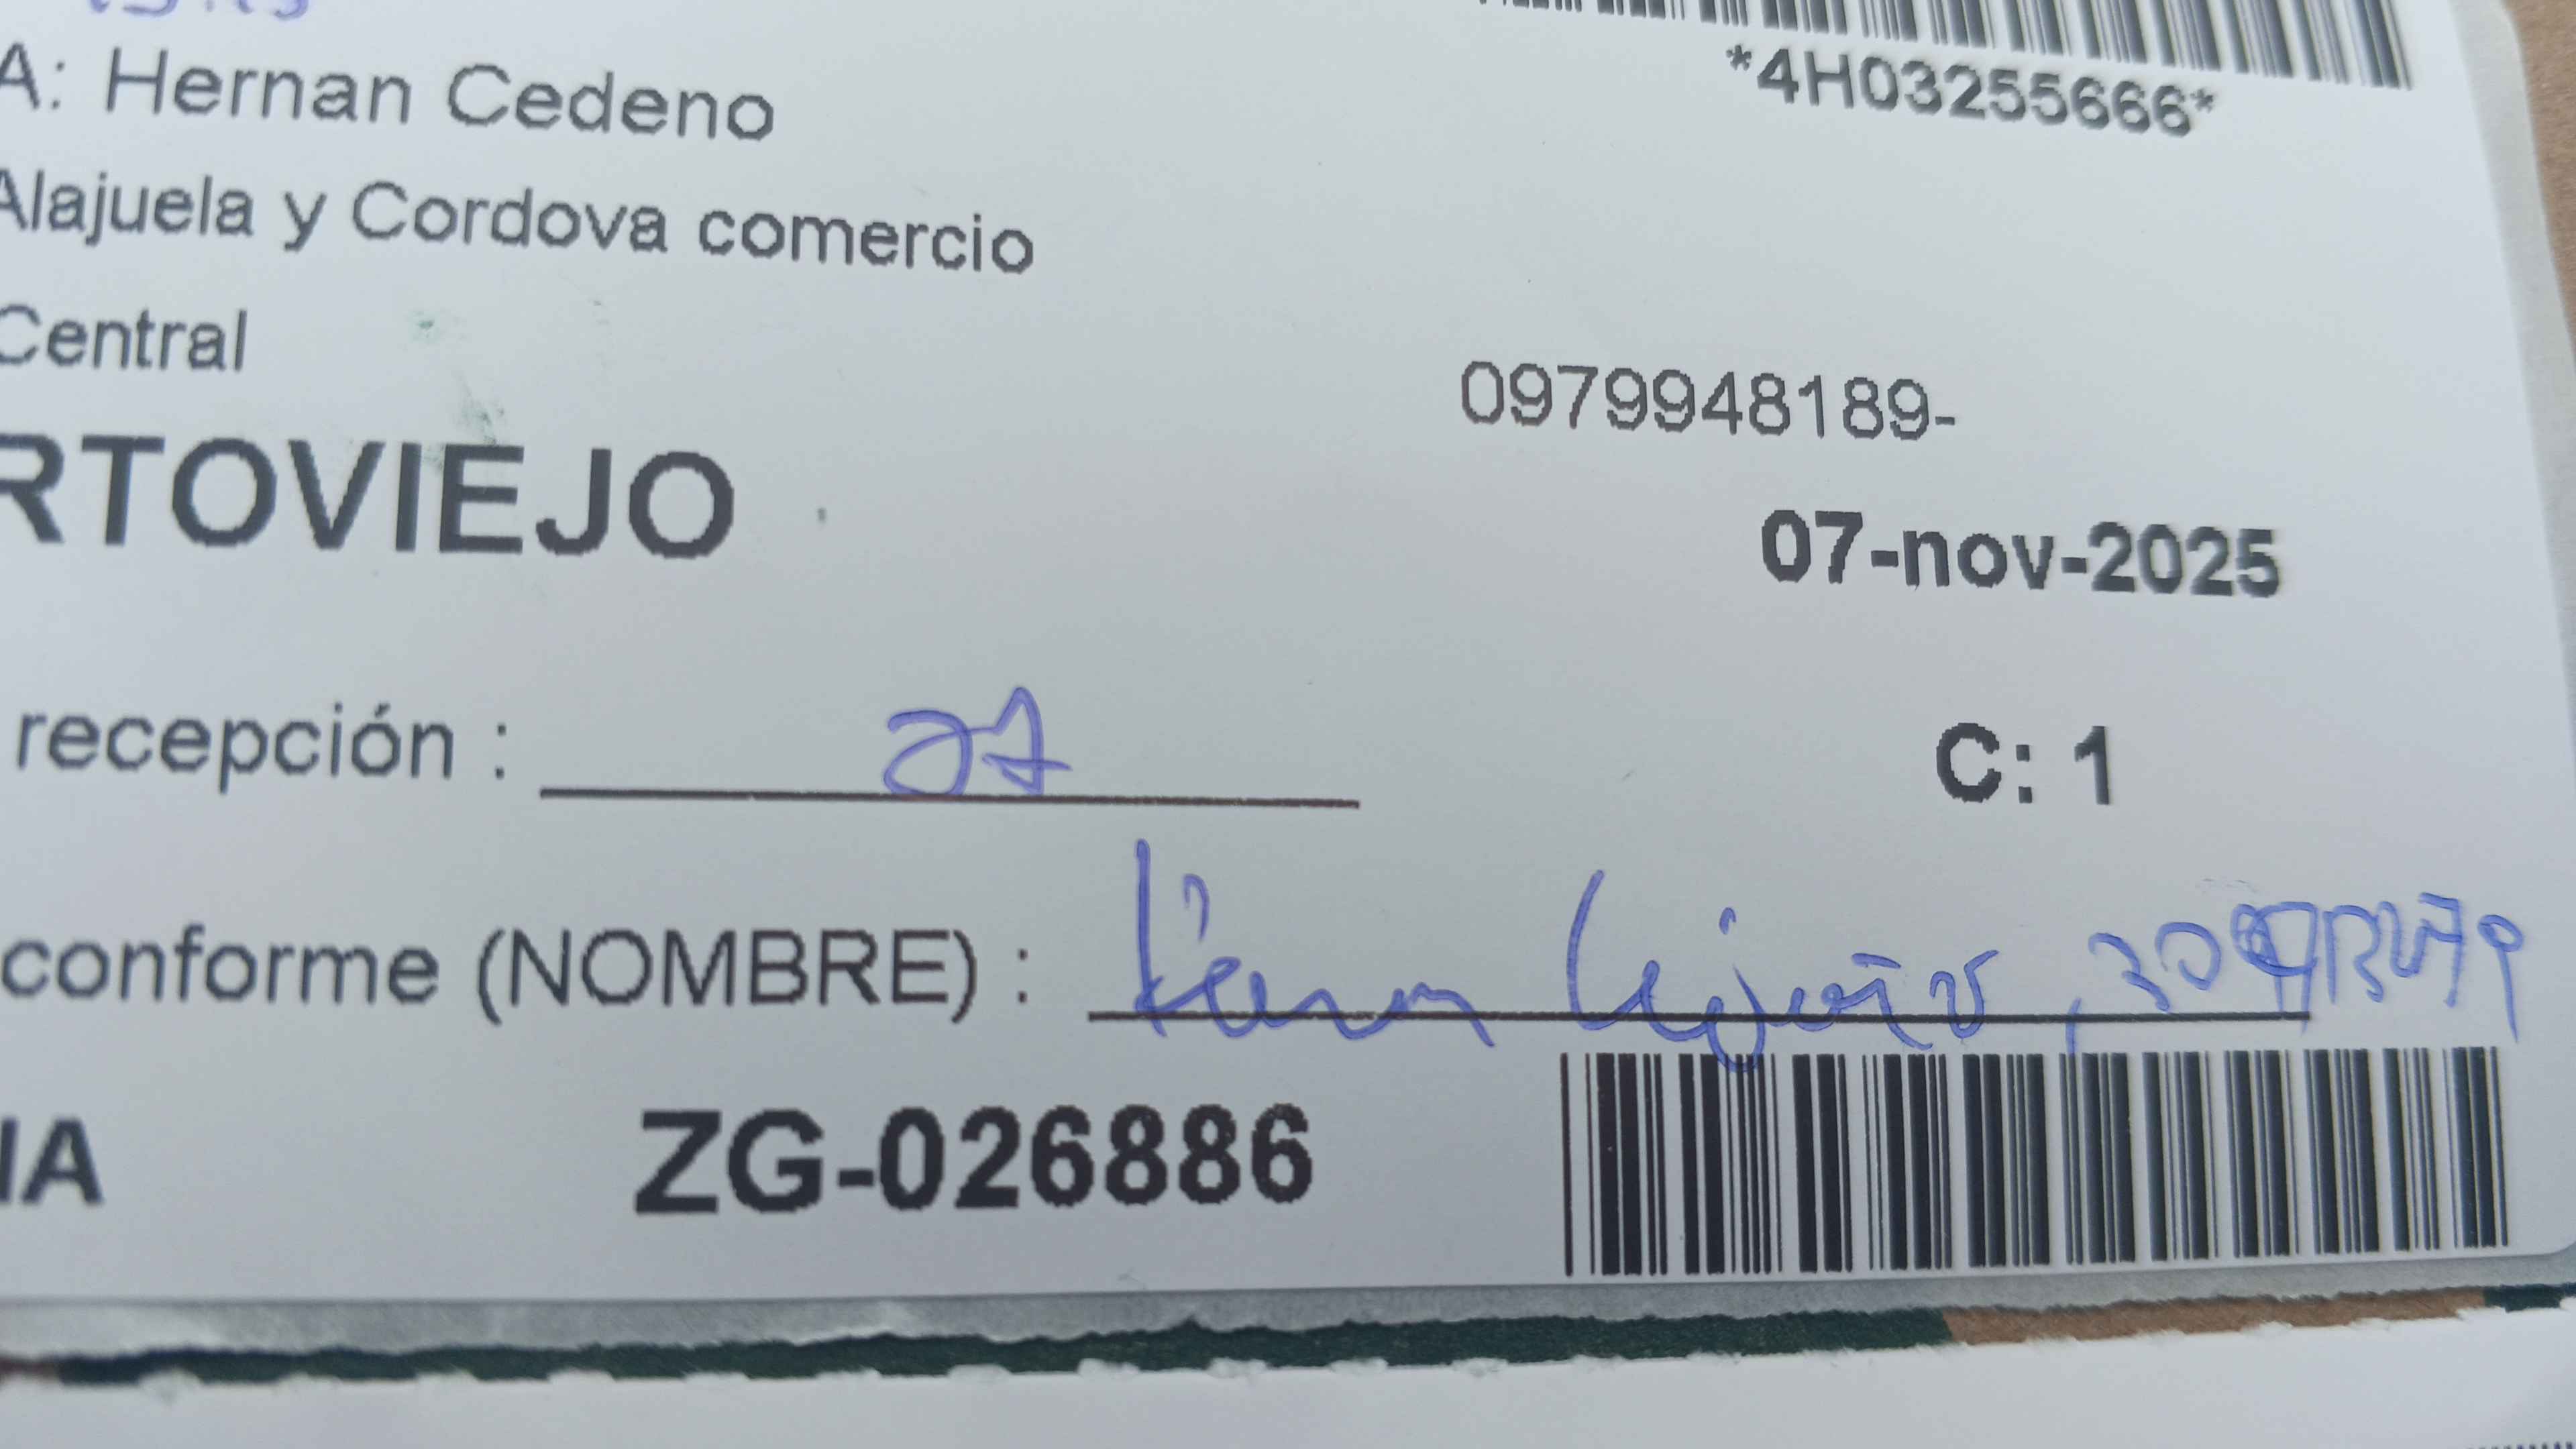 A: Hernan Cedeno
*4H03255666*
Alajuela y Cordova comercio
Central
0979948189-
RTOVIEJO
07-nov-2025
recepción :
C: 1
conforme (NOMBRE) :
IA
ZG-026886